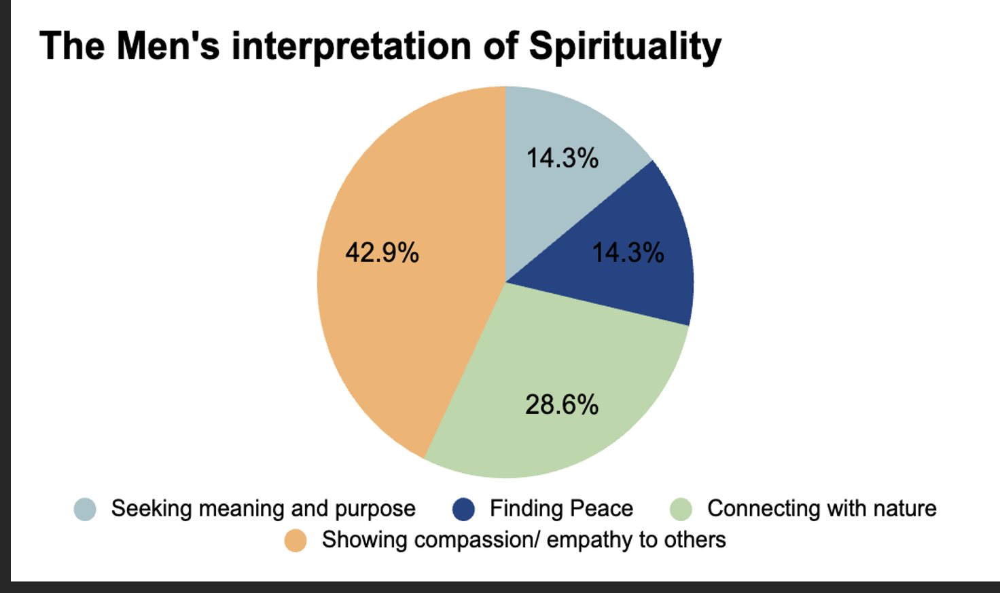 The Men's interpretation of Spirituality
14.3%
42.9%
14.3%
28.6%
Seeking meaning and purpose
Finding Peace
Connecting with nature
Showing compassion/ empathy to others